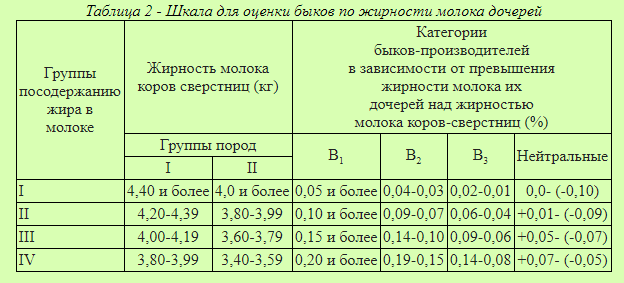 Таблица 2 - Шкала для оценки быков по жирности молока дочерей
Группы
посодержанию
жира в
молоке
Жирность молока
коров сверстниц (кг)
Категории
быков-производителей
в зависимости от превышения
жирности молока их
дочерей над жирностью
молока коров-сверстниц (%)
Группы пород
I II
B1 B2 B3 Нейтральные
I 4,40 и более 4,0 и более 0,05 и более 0,04-0,03 0,02-0,01 0,0- (-0,10)
II 4,20-4,39 3,80-3,99 0,10 и более 0,09-0,07 0,06-0,04 +0,01- (-0,09)
III 4,00-4,19 3,60-3,79 0,15 и более 0,14-0,10 0,09-0,06 +0,05- (-0,07)
IV 3,80-3,99 3,40-3,59 0,20 и более 0,19-0,15 0,14-0,08 +0,07- (-0,05)